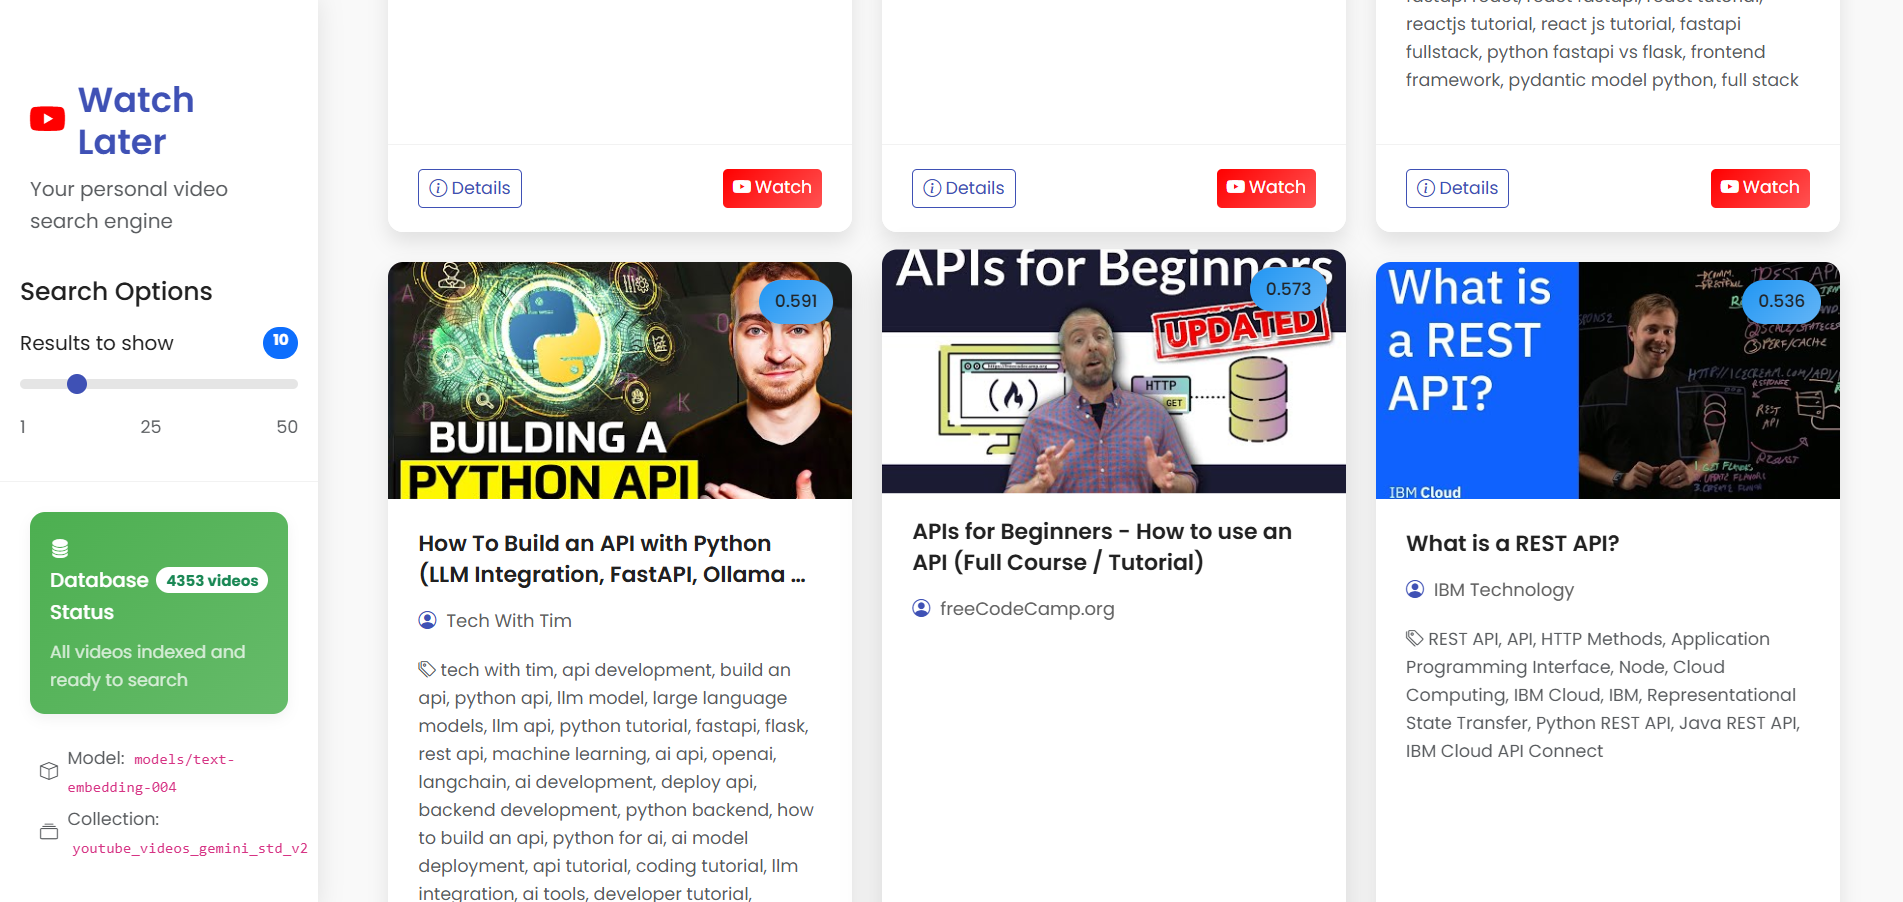 Watch
Later
Your personal video
search engine
Search Options
Results to show
10
1
25
50
Database
4353 videos
Status
All videos indexed and
ready to search
Model: models/text-
embedding-004
Collection:
youtube_videos_gemini_std_v2
Details
Watch
Details
Watch
reactjs tutorial, react js tutorial, fastapi
fullstack, python fastapi vs flask, frontend
framework, pydantic model python, full stack
Details
Watch
0.591
BUILDING A
PYTHON API
How To Build an API with Python
(LLM Integration, FastAPI, Ollama ...
Tech With Tim
tech with tim, api development, build an
api, python api, llm model, large language
models, llm api, python tutorial, fastapi, flask,
rest api, machine learning, ai api, openai,
langchain, ai development, deploy api,
backend development, python backend, how
to build an api, python for ai, ai model
deployment, api tutorial, coding tutorial, llm
integration, ai tools, developer tutorial,
APIs for Beginners
0.573
UPDATED
HTTP
GET
APIs for Beginners - How to use an
API (Full Course / Tutorial)
freeCodeCamp.org
What is
a REST
API?
IBM Cloud
0.536
REST API
REST
API
What is a REST API?
IBM Technology
REST API, API, HTTP Methods, Application
Programming Interface, Node, Cloud
Computing, IBM Cloud, IBM, Representational
State Transfer, Python REST API, Java REST API,
IBM Cloud API Connect